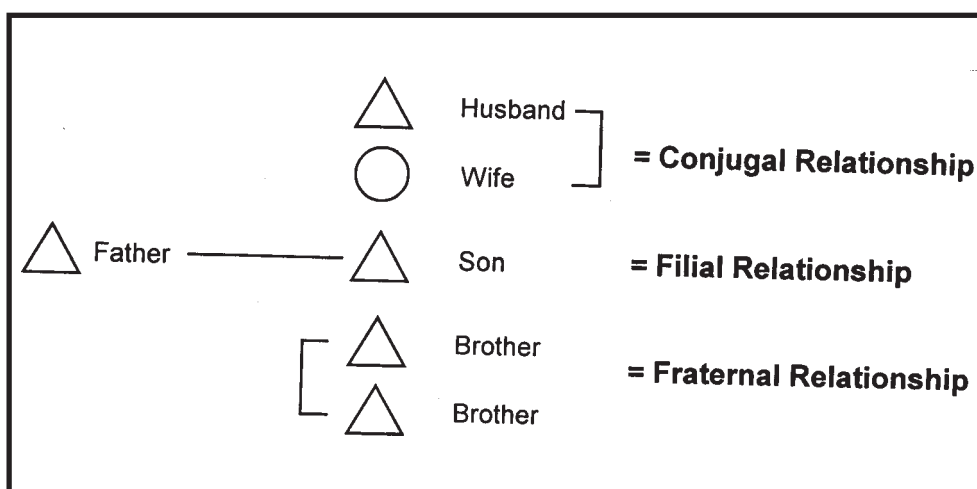 Husband
= Conjugal Relationship
Wife
Father
Son
= Filial Relationship
Brother
= Fraternal Relationship
Brother